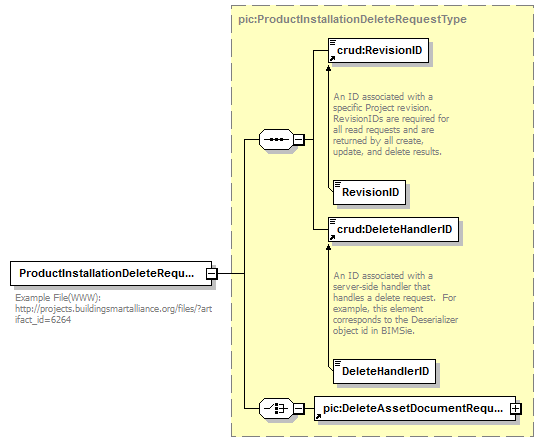 pic:ProductInstallationDeleteRequestType
crud:RevisionID
An ID associated with a
specific Project revision.
RevisionIDs are required for
all read requests and are
returned by all create,
update, and delete results.
RevisionID
crud:DeleteHandlerID
ProductInstallationDeleteRequ...
Example File(WWW):
http://projects.buildingsmartalliance.org/files/?art
ifact_id=6264
An ID associated with a
server-side handler that
handles a delete request.  For
example, this element
corresponds to the Deserializer
object id in BIMSie.
DeleteHandlerID
pic:DeleteAssetDocumentRequ...